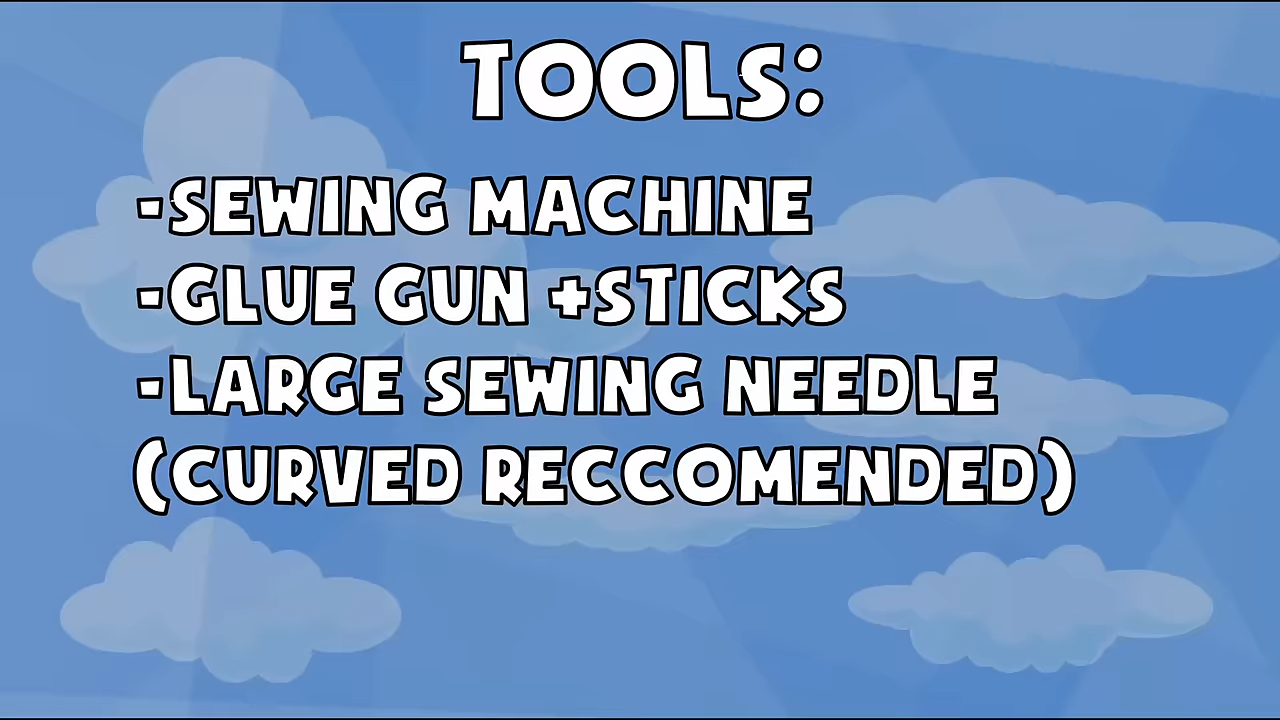 TOOLS:
-SEWING MACHINE
-GLUE GUN +STICKS
-LARGE SEWING NEEDLE
(CURVED RECCOMENDED)